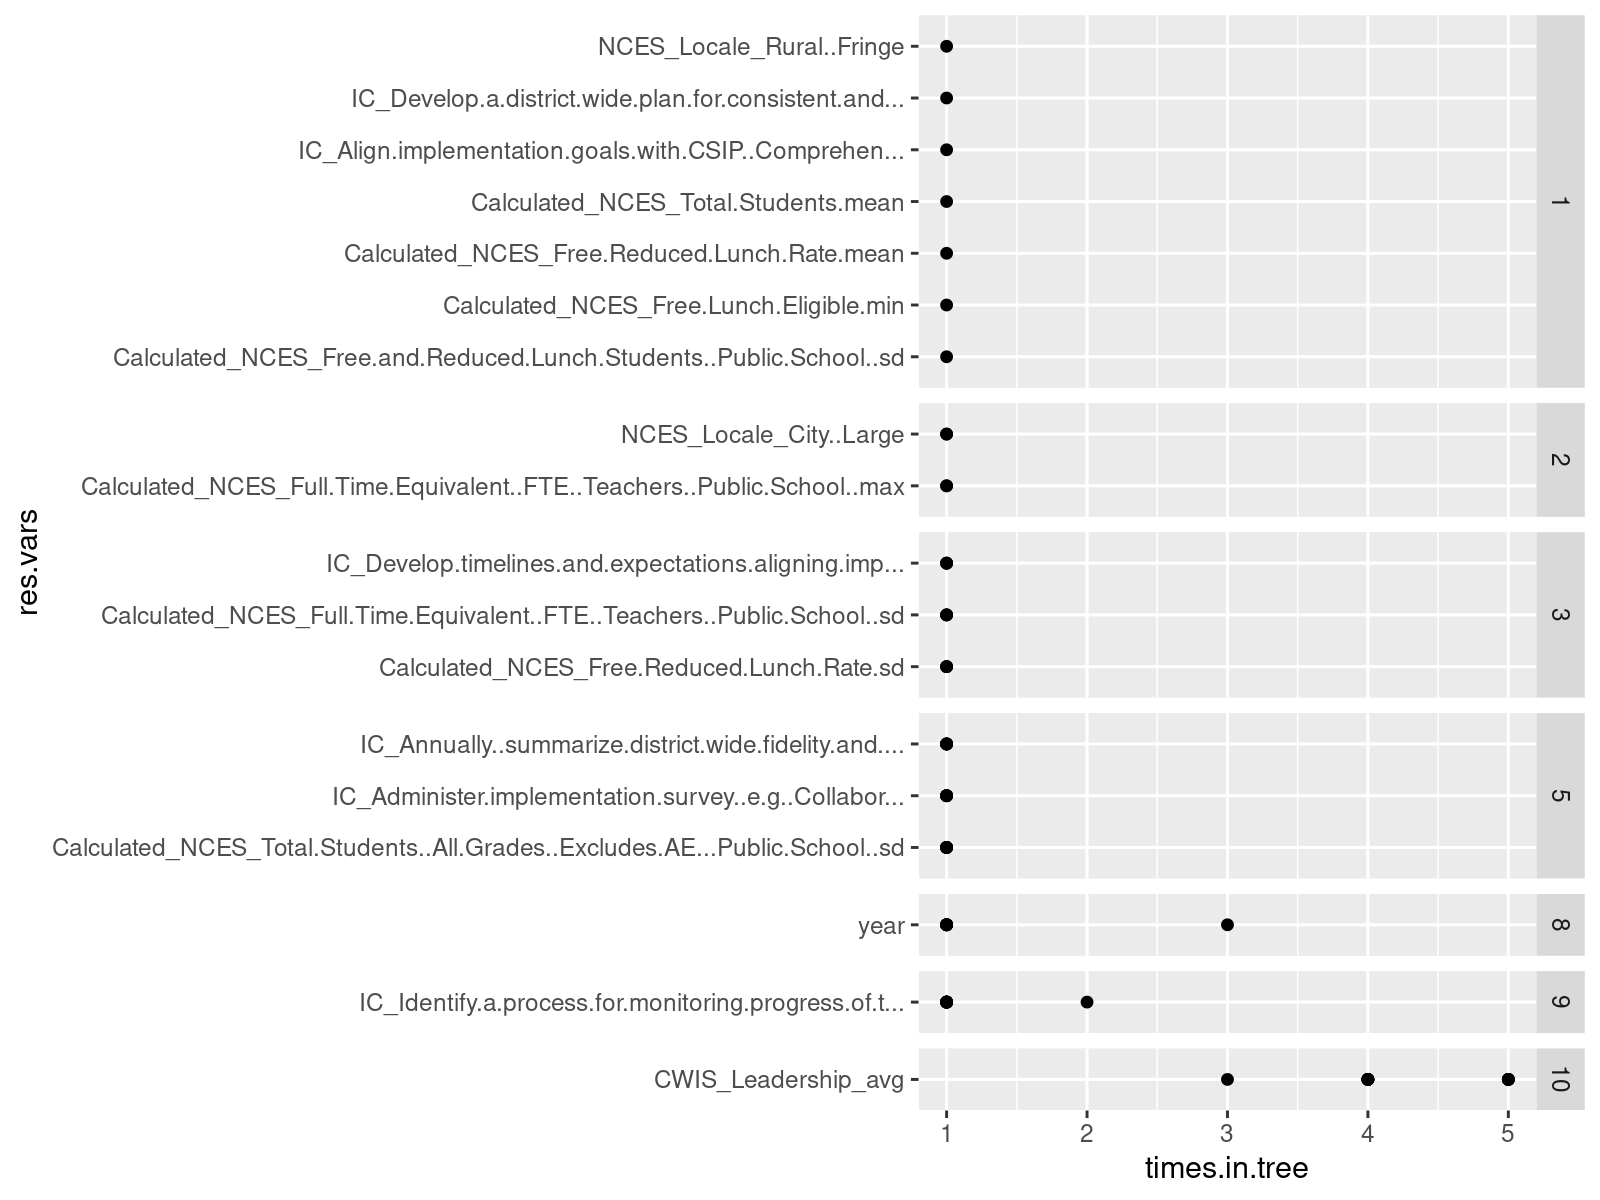 NCES_Locale_Rural..Fringe
IC_Develop.a.district.wide.plan.for.consistent.and...
IC_Align.implementation.goals.with.CSIP..Comprehen...
Calculated_NCES_Total.Students.mean
Calculated_NCES_Free.Reduced.Lunch.Rate.mean
Calculated_NCES_Free.Lunch.Eligible.min
Calculated_NCES_Free.and.Reduced.Lunch.Students..Public.School..sd
1
NCES_Locale_City..Large
Calculated_NCES_Full.Time.Equivalent..FTE..Teachers..Public.School..max
2
IC_Develop.timelines.and.expectations.aligning.imp...
Calculated_NCES_Full.Time.Equivalent..FTE..Teachers..Public.School..sd
Calculated_NCES_Free.Reduced.Lunch.Rate.sd
3
IC_Annually..summarize.district.wide.fidelity.and....
IC_Administer.implementation.survey..e.g..Collabor...
Calculated_NCES_Total.Students..All.Grades..Excludes.AE...Public.School..sd
5
year
8
IC_Identify.a.process.for.monitoring.progress.of.t...
9
CWIS_Leadership_avg
10
1 2 3 4 5
times.in.tree
res.vars